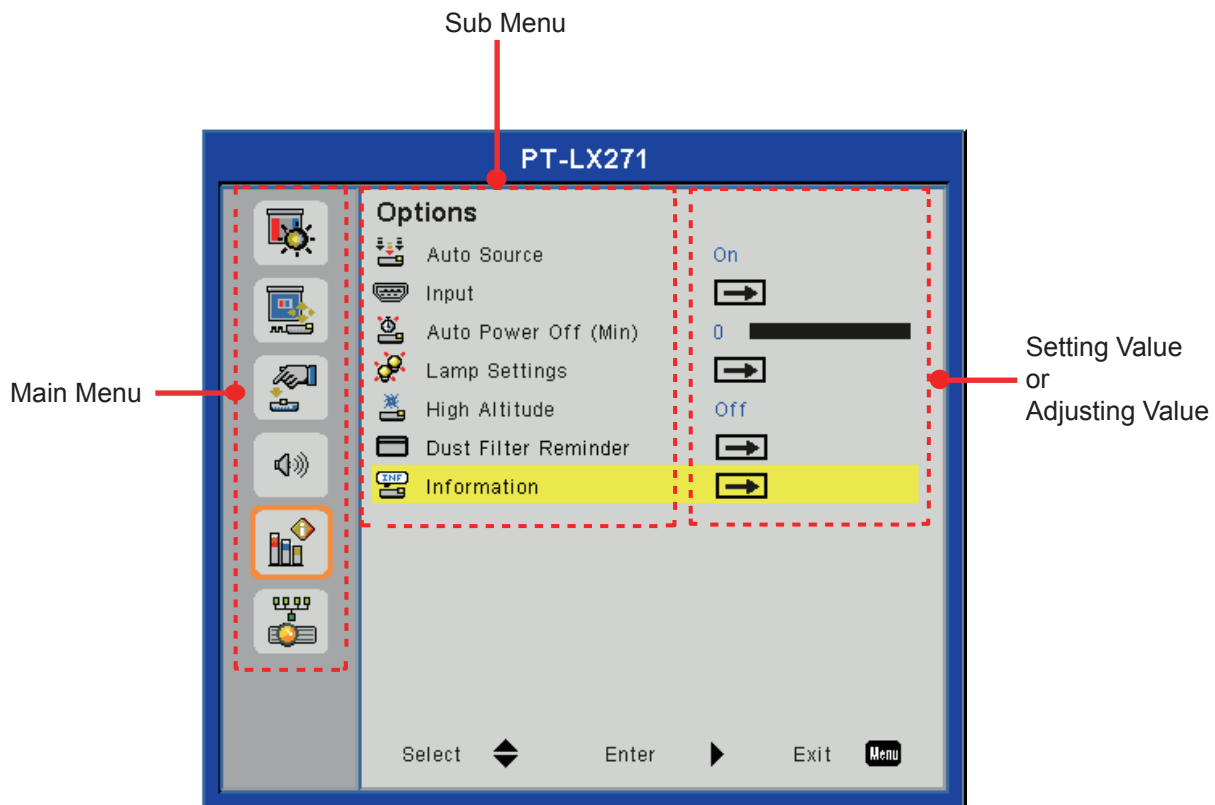 Sub Menu
PT-LX271
Options
Auto Source On
Input
Auto Power Off (Min) 0
Lamp Settings
High Altitude Off
Dust Filter Reminder
INF Information
Main Menu
Setting Value
or
Adjusting Value
Select Enter Exit Menu